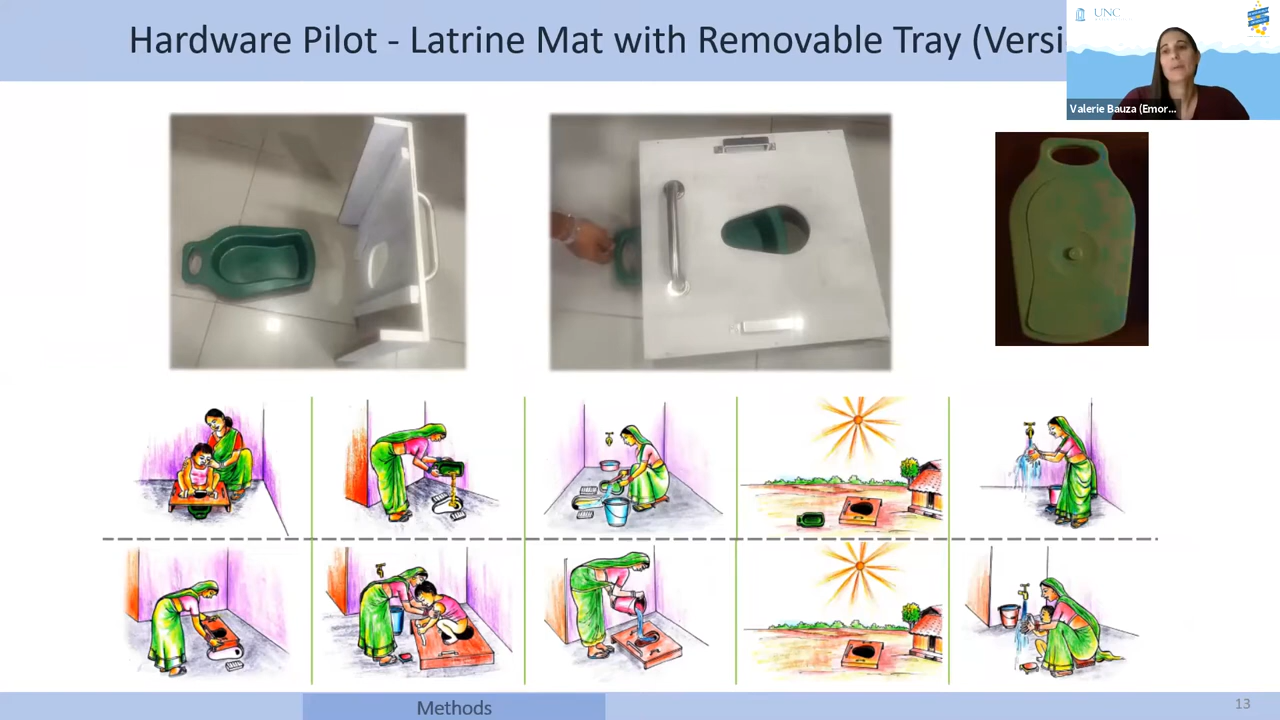 Hardware Pilot - Latrine Mat with Removable Tray (Versi
UNC
Valerie Bauza (Emor...
Methods
13